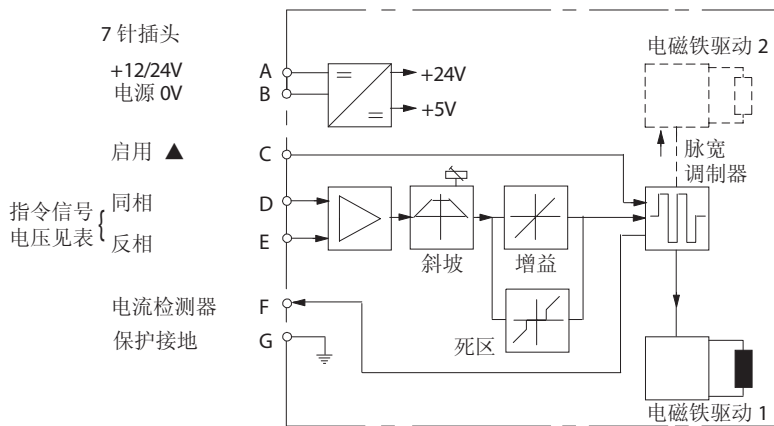 7 针插头
+12/24V
电源 0V
启用 ▲
指令信号
电压见表
同相
反相
电流检测器
保护接地
A
B
C
D
E
F
G
+24V
+5V
斜坡
增益
死区
电磁铁驱动 2
脉宽
调制器
电磁铁驱动 1